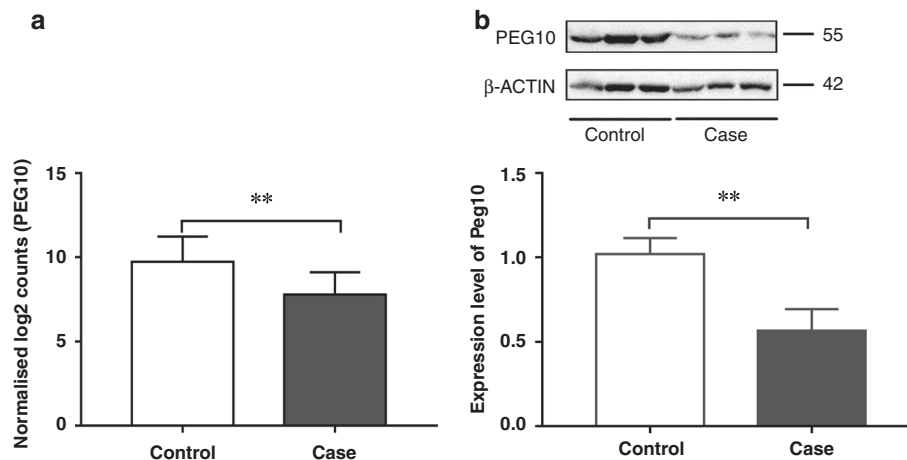 a
Normalised log2 counts (PEG10)
15
10
5
0
**
Control
Case
b
PEG10
55
β-ACTIN
42
Control
Case
Expression level of Peg10
1.5
1.0
0.5
0.0
**
Control
Case